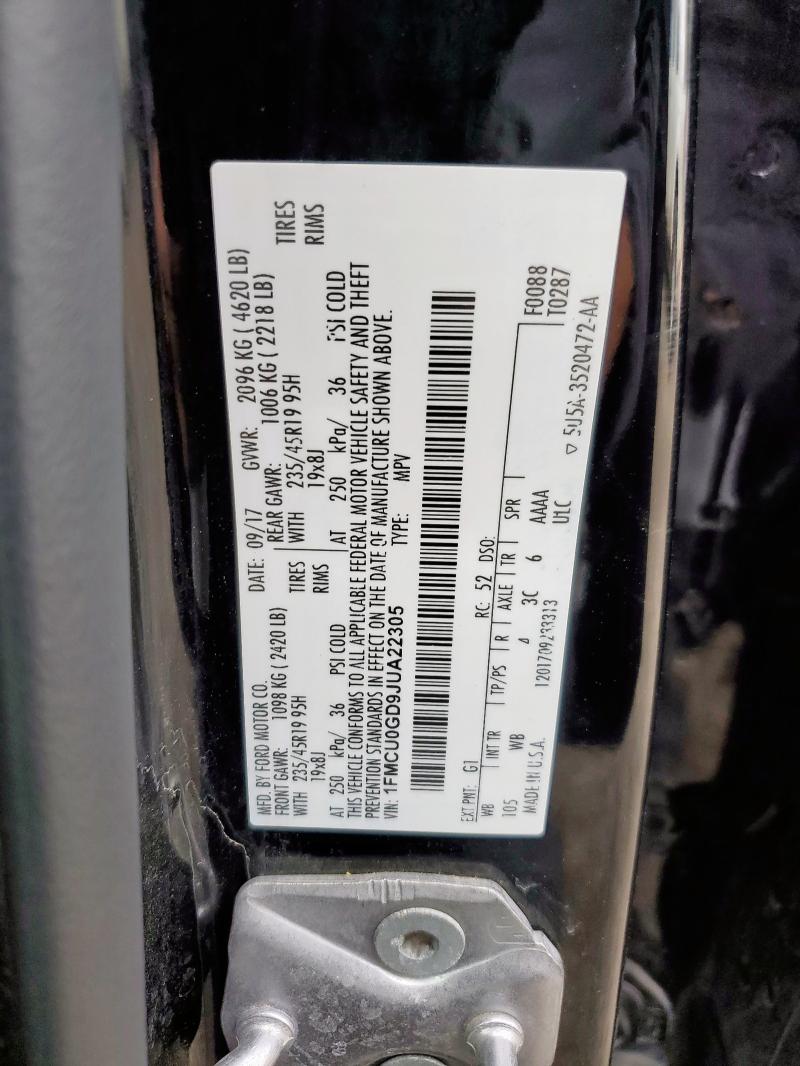 MFD. BY FORD MOTOR CO. DATE: 09/17 GVWR: 2096 KG ( 4620 LB)
FRONT GAWR: 1098 KG ( 2420 LB) REAR GAWR: 1006 KG ( 2218 LB)
WITH 235/45R19 95H TIRES WITH 235/45R19 95H TIRES
19x8J RIMS 19x8J RIMS
AT 250 kPa/ 36 PSI COLD AT 250 kPa/ 36 PSI COLD
THIS VEHICLE CONFORMS TO ALL APPLICABLE FEDERAL MOTOR VEHICLE SAFETY AND THEFT
PREVENTION STANDARDS IN EFFECT ON THE DATE OF MANUFACTURE SHOWN ABOVE.
VIN: 1FMCU0GD9JUA22305 TYPE: MPV
EXT PNT: G1 RC: 52 DSO: F0088
WB INT TR TP/PS R AXLE TR SPR T0287
105 WB 4 3C 6 AAAA
MADE IN U.S.A. 1201709233313 ULC ▽ 5U5A-3520472-AA